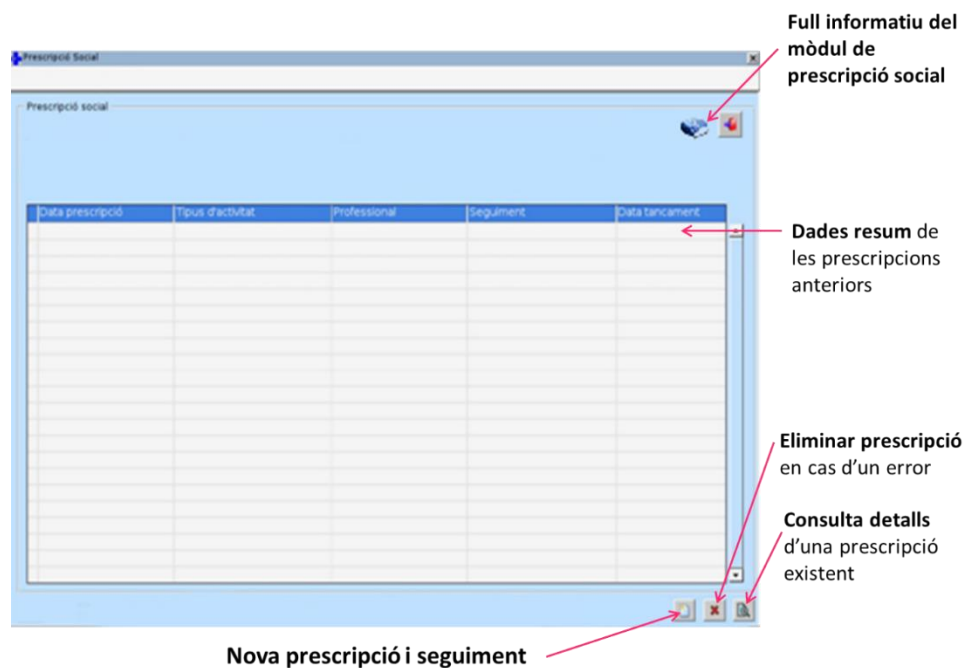 Full informatiu del
mòdul de
prescripció social
Prescripció Social
Prescripció social
Data prescripció Tipus d'activitat Professional Seguiment Data tancament
Dades resum de
les prescripcions
anteriors
Eliminar prescripció
en cas d'un error
Consulta detalls
d'una prescripció
existent
Nova prescripció i seguiment